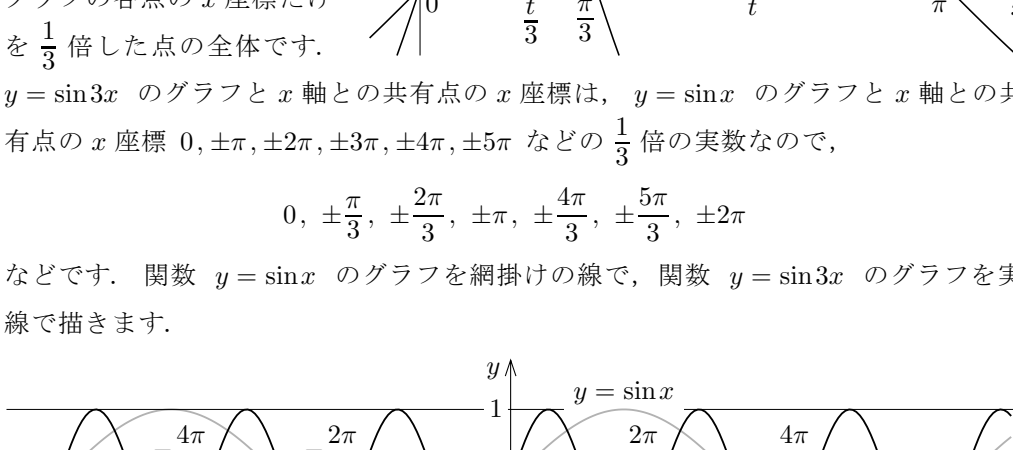 グラフの各点の x 座標だけ
を 1/3 倍した点の全体です.
0 t/3 π/3 t π
y = sin3x のグラフと x 軸との共有点の x 座標は, y = sinx のグラフと x 軸との共
有点の x 座標 0, ±π, ±2π, ±3π, ±4π, ±5π などの 1/3 倍の実数なので,
0, ±π/3, ±2π/3, ±π, ±4π/3, ±5π/3, ±2π
などです. 関数 y = sinx のグラフを網掛けの線で, 関数 y = sin3x のグラフを実
線で描きます.
y
y = sinx
1
4π 2π 2π 4π